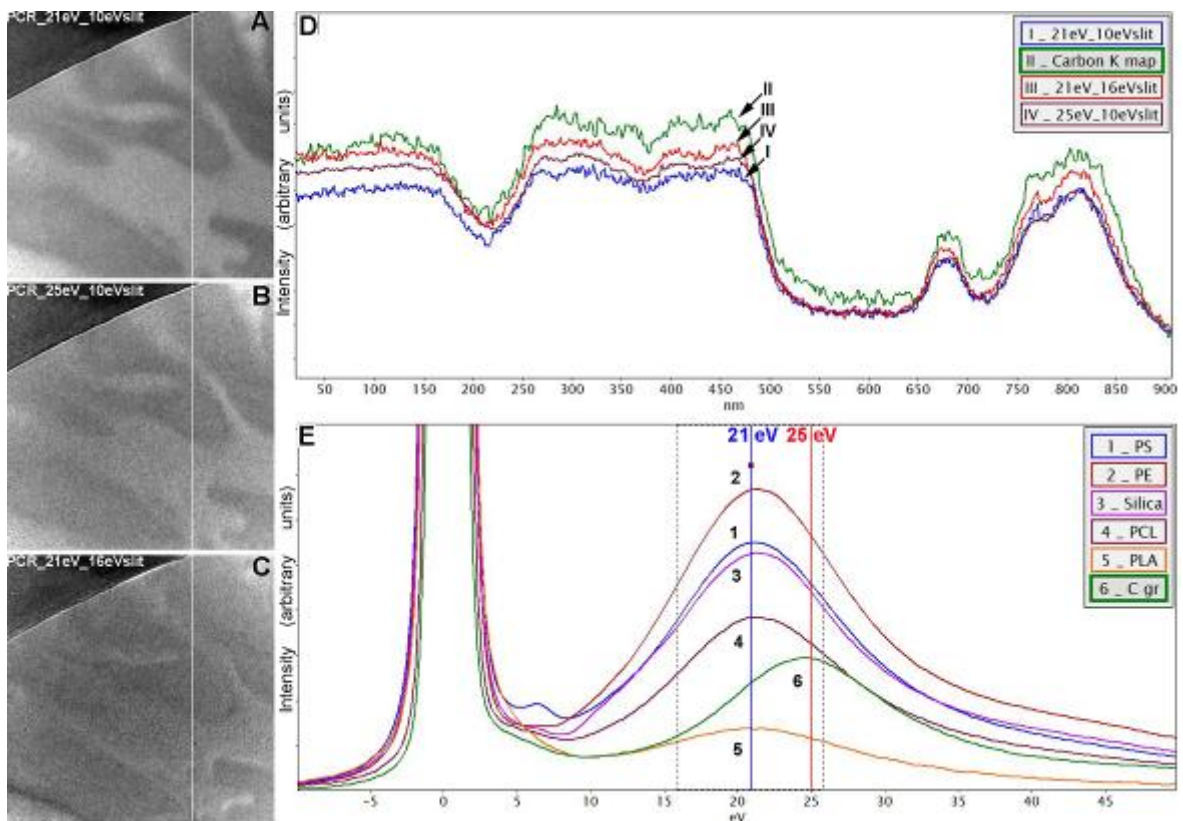 PCR_21eV_10eVslit
A
PCR_25eV_10eVslit
B
PCR_21eV_16eVslit
C
D
Intensity (arbitrary units)
I _ 21eV_10eVslit
II _ Carbon K map
III _ 21eV_16eVslit
IV _ 25eV_10eVslit
II
III
IV
I
50 100 150 200 250 300 350 400 450 500 550 600 650 700 750 800 850 900
nm
E
Intensity (arbitrary units)
21 eV 25 eV
1 _ PS
2 _ PE
3 _ Silica
4 _ PCL
5 _ PLA
6 _ C gr
2
1
3
4
6
5
-5 0 5 10 15 20 25 30 35 40 45
eV